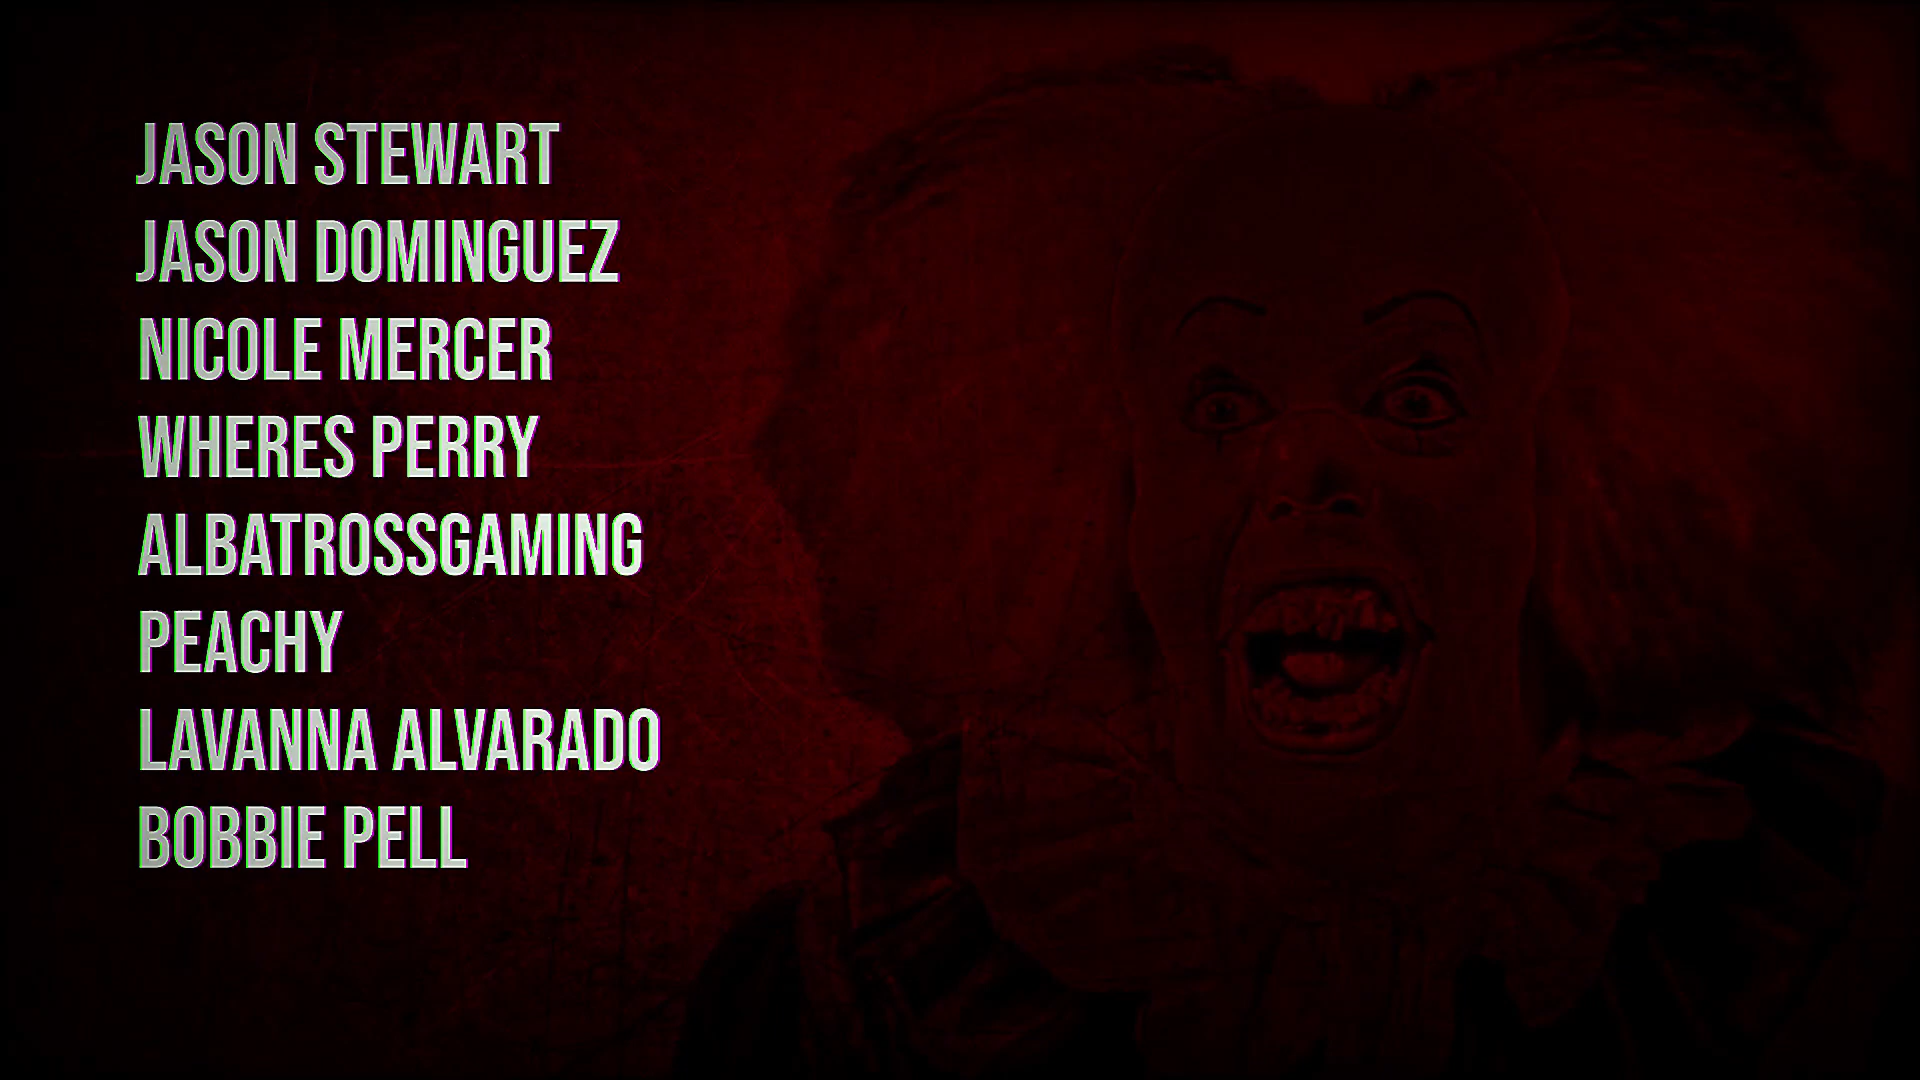 JASON STEWART
JASON DOMINGUEZ
NICOLE MERCER
WHERES PERRY
ALBATROSSGAMING
PEACHY
LAVANNA ALVARADO
BOBBIE PELL